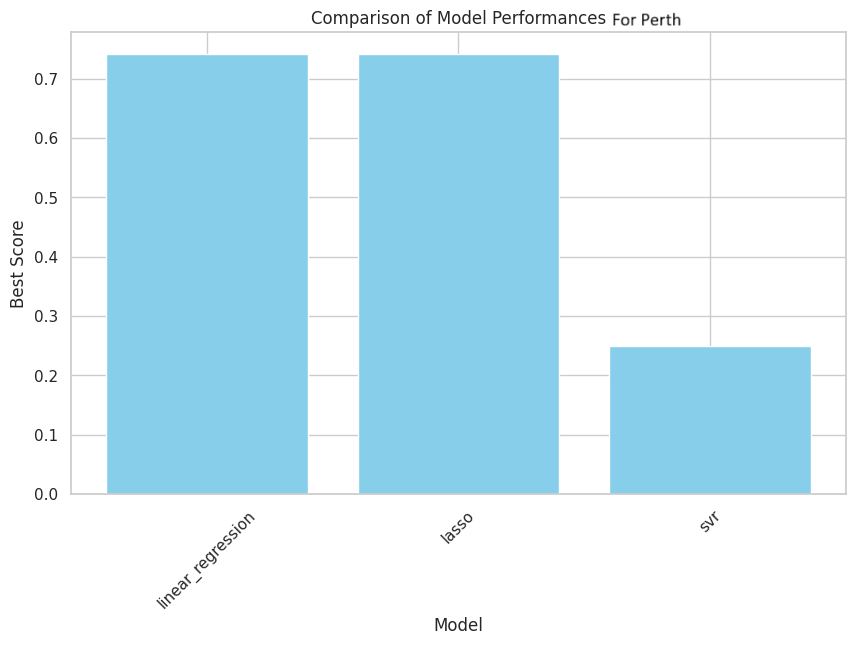 Comparison of Model Performances For Perth
Best Score
0.7
0.6
0.5
0.4
0.3
0.2
0.1
0.0
linear_regression
lasso
svr
Model